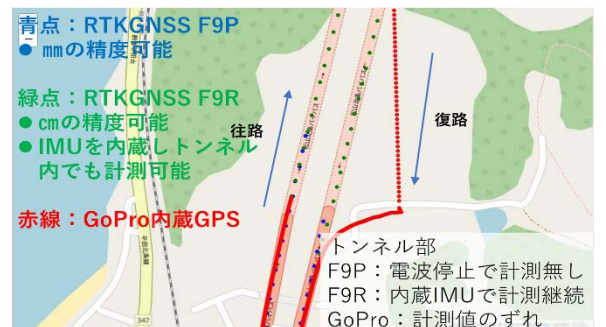 青点：RTKGNSS F9P
● ㎜の精度可能
緑点：RTKGNSS F9R
● ㎝の精度可能
● IMUを内蔵しトンネル
内でも計測可能
赤線：GoPro内蔵GPS
往路
復路
347
トンネル部
F9P：電波停止で計測無し
F9R：内蔵IMUで計測継続
GoPro：計測値のずれ